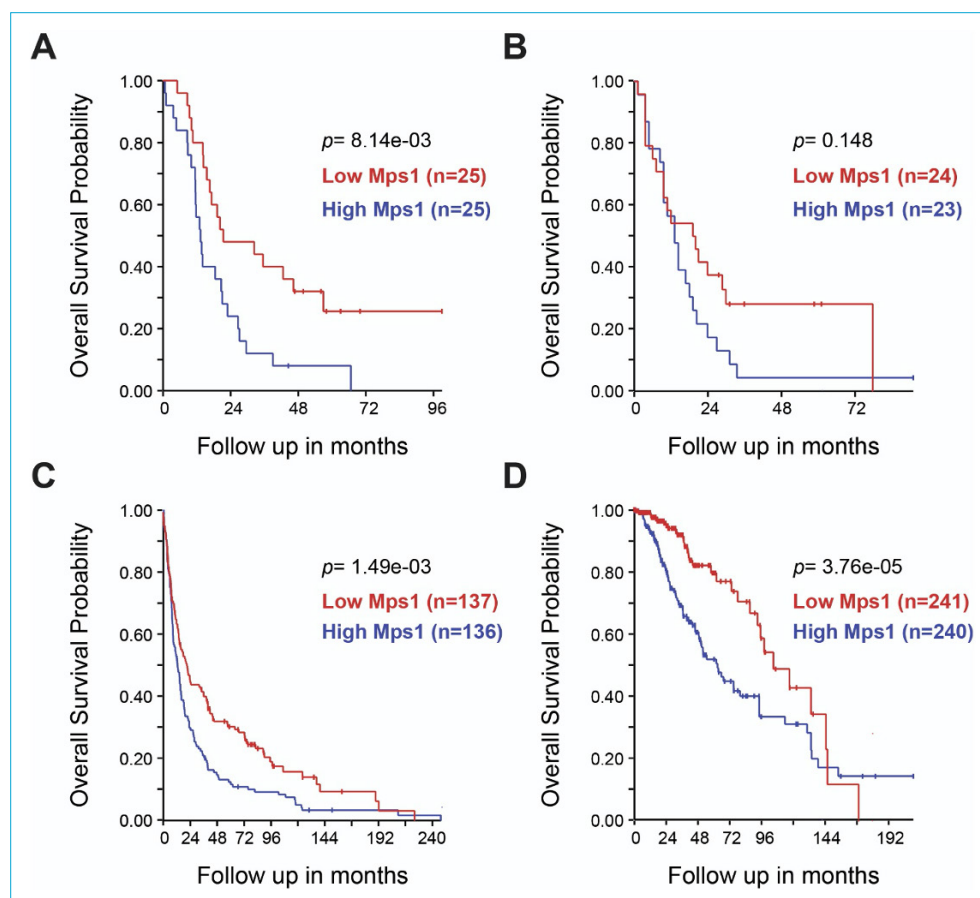 A
Overall Survival Probability
1.00
0.80
0.60
0.40
0.20
0.00
p= 8.14e-03
Low Mps1 (n=25)
High Mps1 (n=25)
0 24 48 72 96
Follow up in months
B
Overall Survival Probability
1.00
0.80
0.60
0.40
0.20
0.00
p= 0.148
Low Mps1 (n=24)
High Mps1 (n=23)
0 24 48 72
Follow up in months
C
Overall Survival Probability
1.00
0.80
0.60
0.40
0.20
0.00
p= 1.49e-03
Low Mps1 (n=137)
High Mps1 (n=136)
0 24 48 72 96 144 192 240
Follow up in months
D
Overall Survival Probability
1.00
0.80
0.60
0.40
0.20
0.00
p= 3.76e-05
Low Mps1 (n=241)
High Mps1 (n=240)
0 24 48 72 96 144 192
Follow up in months